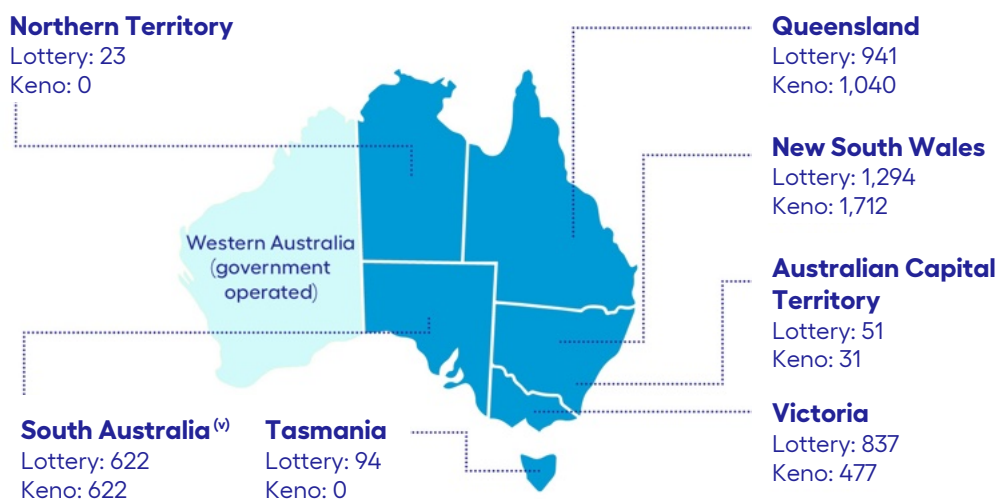 Northern Territory
Lottery: 23
Keno: 0
Queensland
Lottery: 941
Keno: 1,040
New South Wales
Lottery: 1,294
Keno: 1,712
Western Australia
(government
operated)
Australian Capital
Territory
Lottery: 51
Keno: 31
South Australia (v)
Lottery: 622
Keno: 622
Tasmania
Lottery: 94
Keno: 0
Victoria
Lottery: 837
Keno: 477